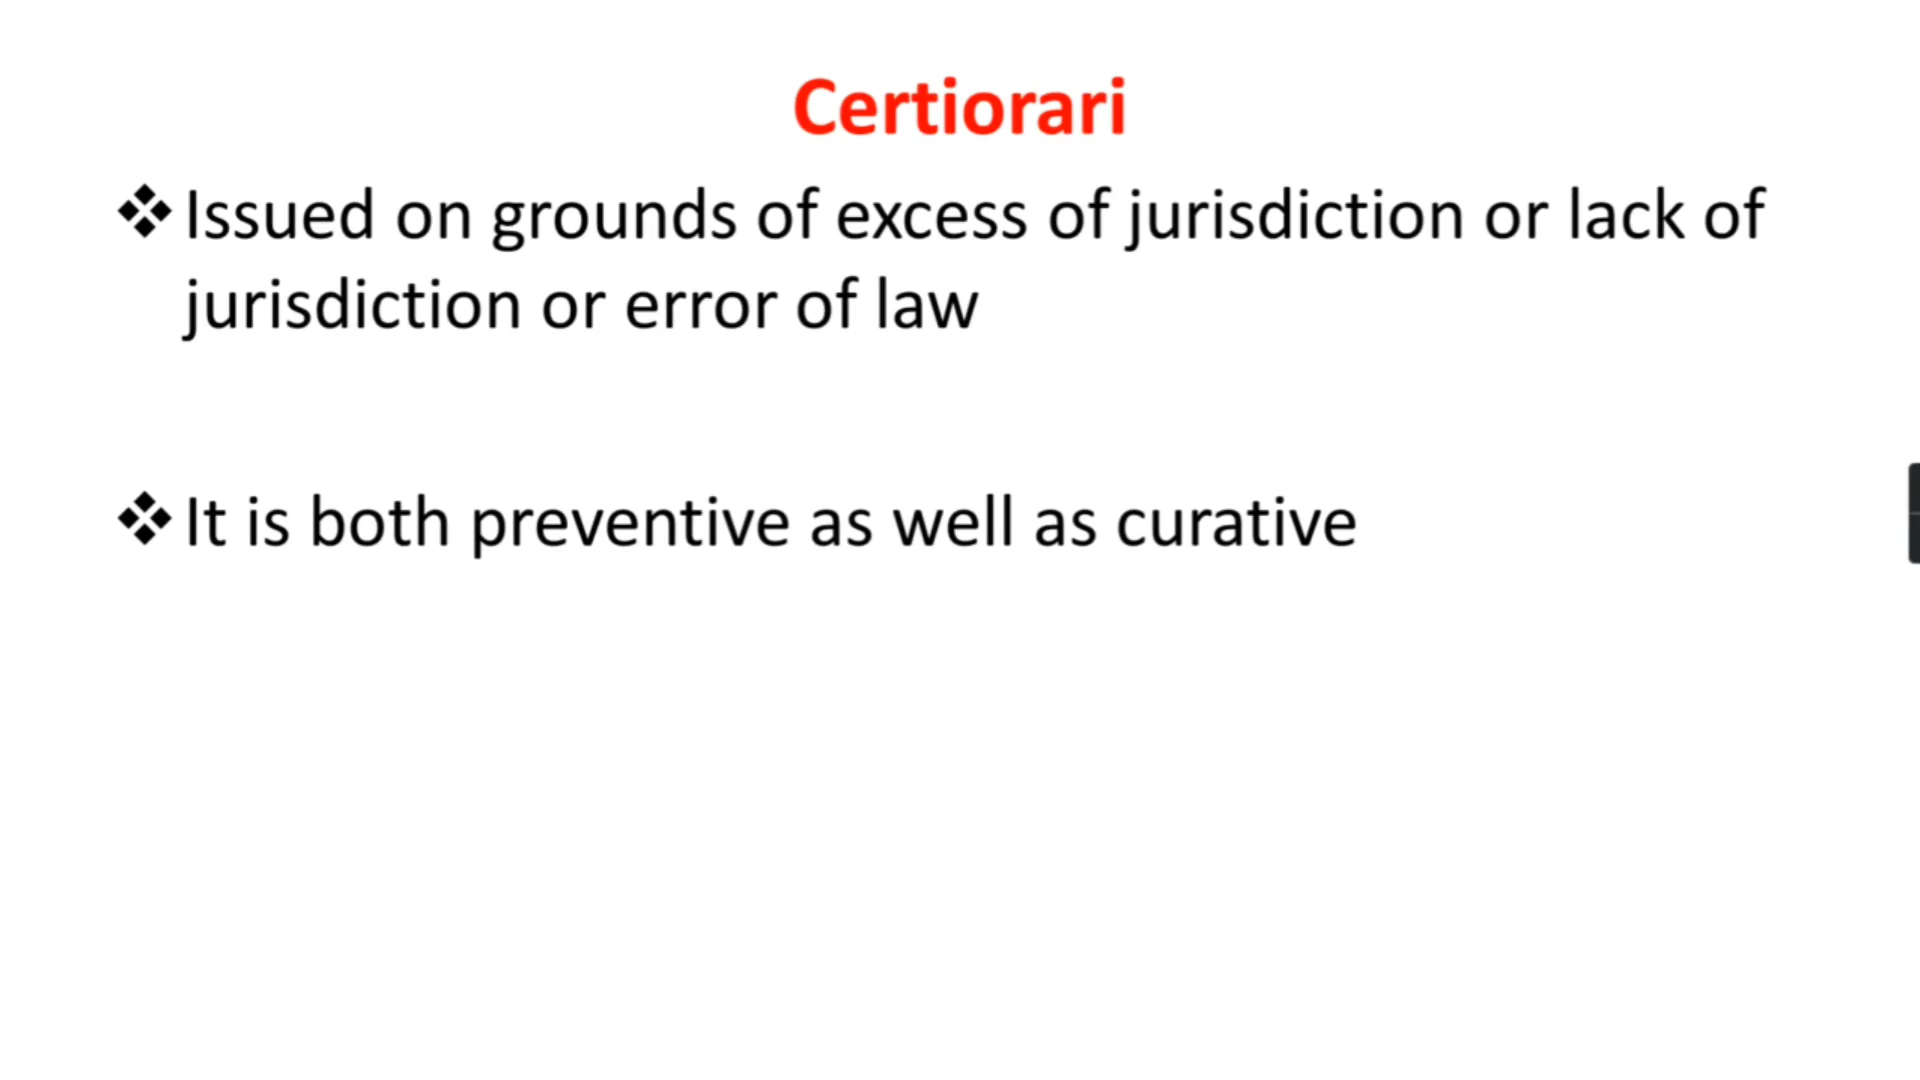 Certiorari
❖Issued on grounds of excess of jurisdiction or lack of
jurisdiction or error of law
❖It is both preventive as well as curative